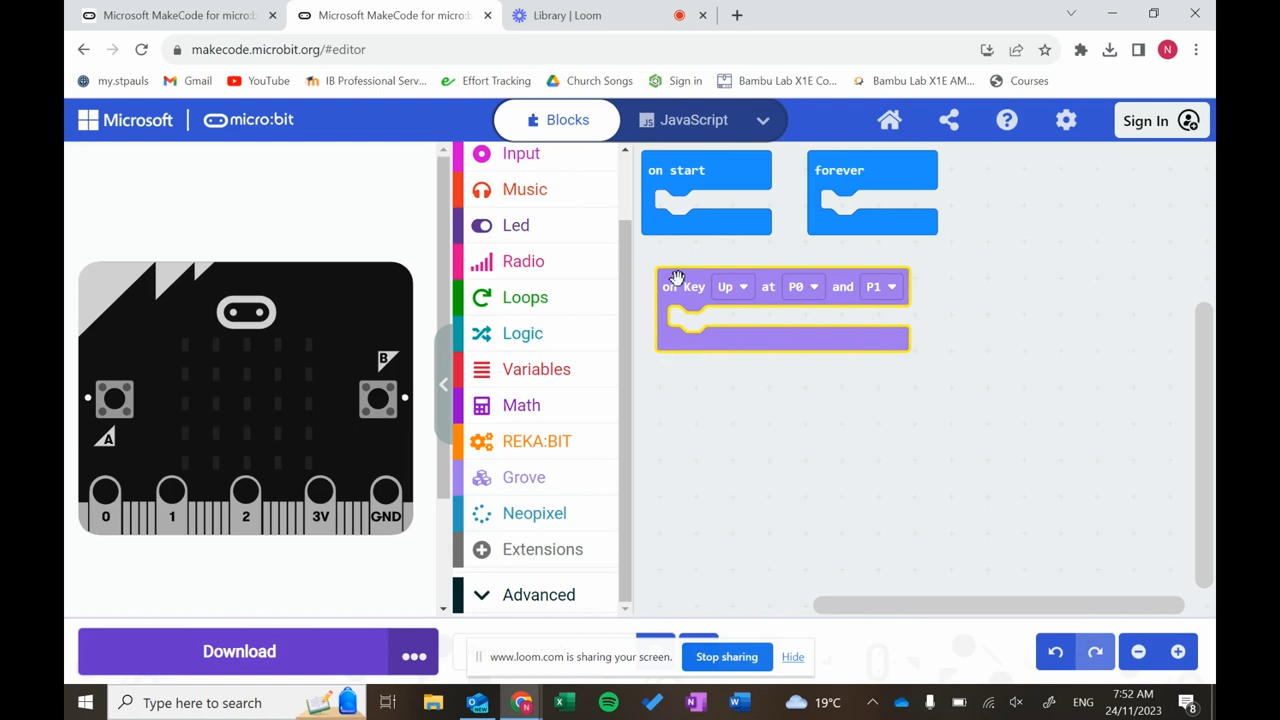 Microsoft MakeCode for micro:bit
Microsoft MakeCode for micro:bit
Library | Loom
makecode.microbit.org/#editor
N
my.stpauls
Gmail
YouTube
IB Professional Serv...
Effort Tracking
Church Songs
Sign in
Bambu Lab X1E Co...
Bambu Lab X1E AM...
Courses
Microsoft
micro:bit
Blocks
JS JavaScript
Sign In
Input
Music
Led
Radio
Loops
Logic
Variables
Math
REKA:BIT
Grove
Neopixel
Extensions
Advanced
on start
forever
on Key Up at P0 and P1
B
A
0 1 2 3V GND
Download
www.loom.com is sharing your screen.
Stop sharing
Hide
Type here to search
19°C
ENG
7:52 AM
24/11/2023
8